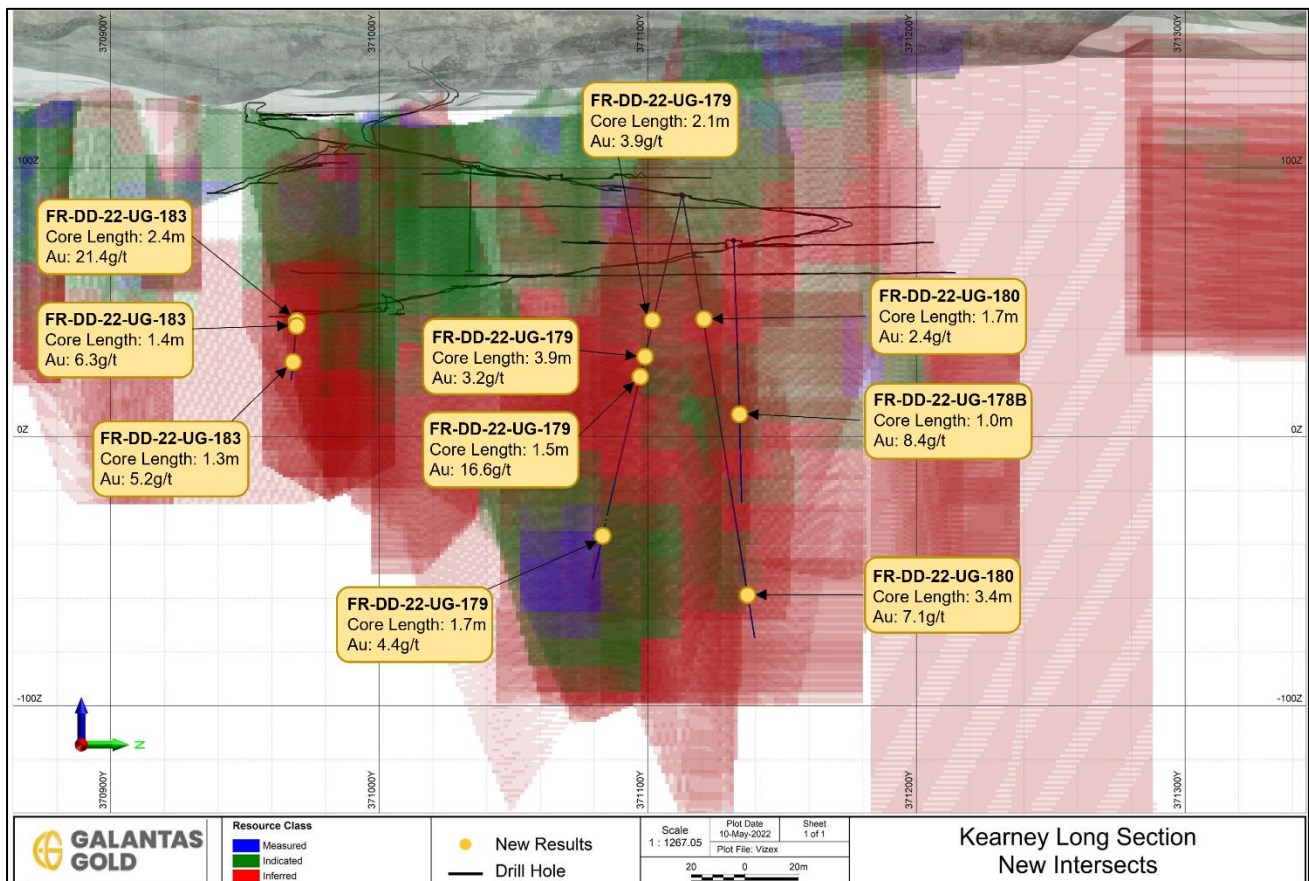 370900Y
371000Y
371100Y
371200Y
371300Y
FR-DD-22-UG-179
Core Length: 2.1m
Au: 3.9g/t
100Z
100Z
FR-DD-22-UG-183
Core Length: 2.4m
Au: 21.4g/t
FR-DD-22-UG-180
Core Length: 1.7m
Au: 2.4g/t
FR-DD-22-UG-183
Core Length: 1.4m
Au: 6.3g/t
FR-DD-22-UG-179
Core Length: 3.9m
Au: 3.2g/t
FR-DD-22-UG-178B
Core Length: 1.0m
Au: 8.4g/t
FR-DD-22-UG-183
Core Length: 1.3m
Au: 5.2g/t
FR-DD-22-UG-179
Core Length: 1.5m
Au: 16.6g/t
0Z
0Z
FR-DD-22-UG-179
Core Length: 1.7m
Au: 4.4g/t
FR-DD-22-UG-180
Core Length: 3.4m
Au: 7.1g/t
-100Z
-100Z
N
370900Y
371000Y
371100Y
371200Y
371300Y
GALANTAS
GOLD
Resource Class
Measured
Indicated
Inferred
New Results
Drill Hole
Scale
1 : 1267.05
Plot Date
10-May-2022
Sheet
1 of 1
Plot File: Vizex
20 0 20m
Kearney Long Section
New Intersects